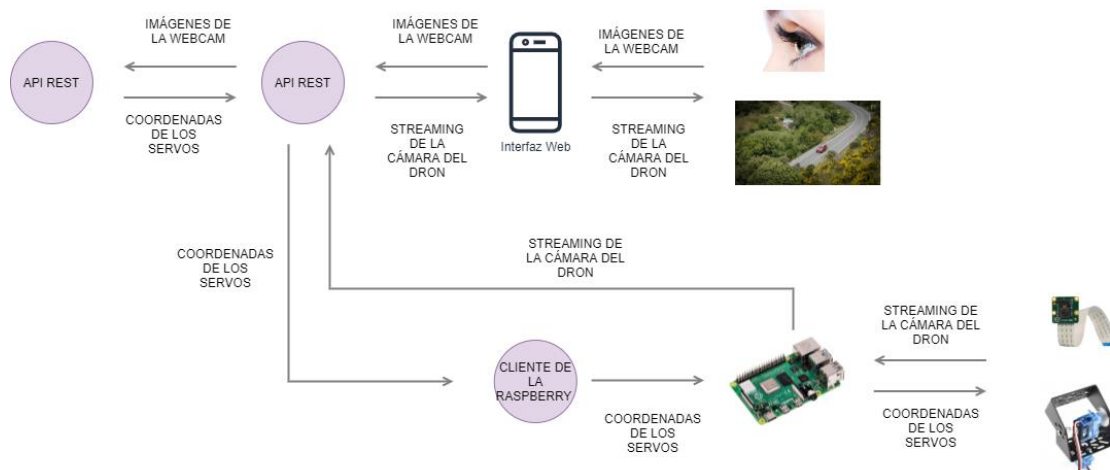 IMÁGENES DE
LA WEBCAM
IMÁGENES DE
LA WEBCAM
IMÁGENES DE
LA WEBCAM
API REST
API REST
COORDENADAS
DE LOS
SERVOS
STREAMING
DE LA
CÁMARA DEL
DRON
Interfaz Web
STREAMING
DE LA
CÁMARA DEL
DRON
COORDENADAS
DE LOS
SERVOS
STREAMING DE
LA CÁMARA DEL
DRON
STREAMING DE
LA CÁMARA DEL
DRON
CLIENTE DE
LA
RASPBERRY
COORDENADAS
DE LOS
SERVOS
COORDENADAS
DE LOS
SERVOS